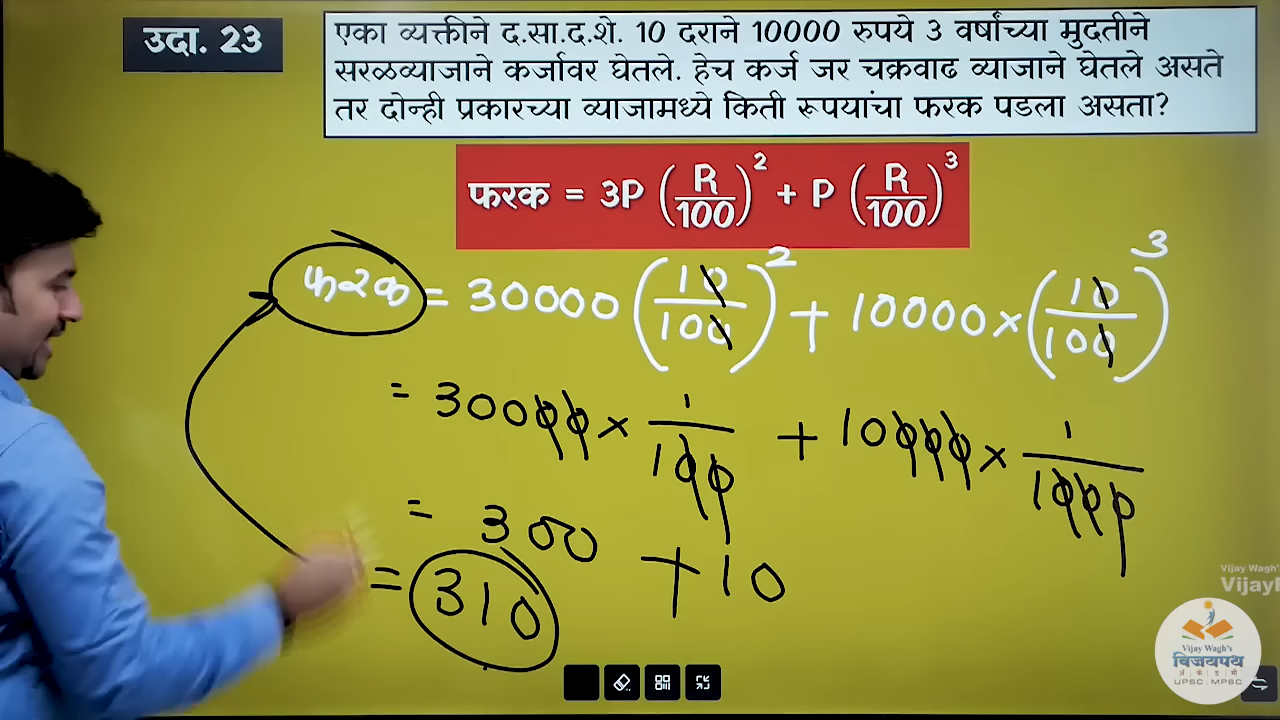 उदा. 23
एका व्यक्तीने द.सा.द.शे. 10 दराने 10000 रुपये 3 वर्षांच्या मुदतीने
सरळव्याजाने कर्जावर घेतले. हेच कर्ज जर चक्रवाढ व्याजाने घेतले असते
तर दोन्ही प्रकारच्या व्याजामध्ये किती रूपयांचा फरक पडला असता?
फरक = 3P (R/100)² + P (R/100)³
फरक = 30000 (10/100)² + 10000 × (10/100)³
= 30000 × 1/100 + 10000 × 1/1000
= 300 + 10
= 310
Vijay Wagh's
Vijay
Vijay Wagh's
विजयपथ
UPSC . MPSC